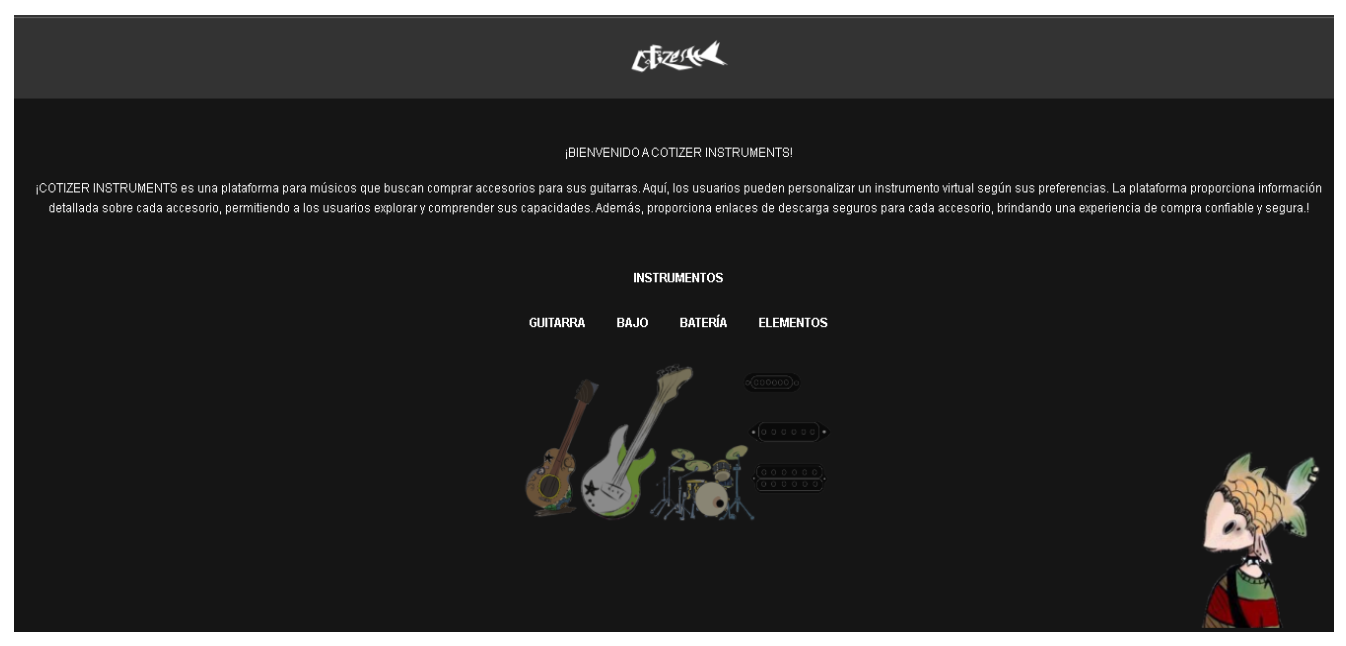 Cotizer
¡BIENVENIDO A COTIZER INSTRUMENTS!
¡COTIZER INSTRUMENTS es una plataforma para músicos que buscan comprar accesorios para sus guitarras. Aquí, los usuarios pueden personalizar un instrumento virtual según sus preferencias. La plataforma proporciona información
detallada sobre cada accesorio, permitiendo a los usuarios explorar y comprender sus capacidades. Además, proporciona enlaces de descarga seguros para cada accesorio, brindando una experiencia de compra confiable y segura.!
INSTRUMENTOS
GUITARRA BAJO BATERÍA ELEMENTOS